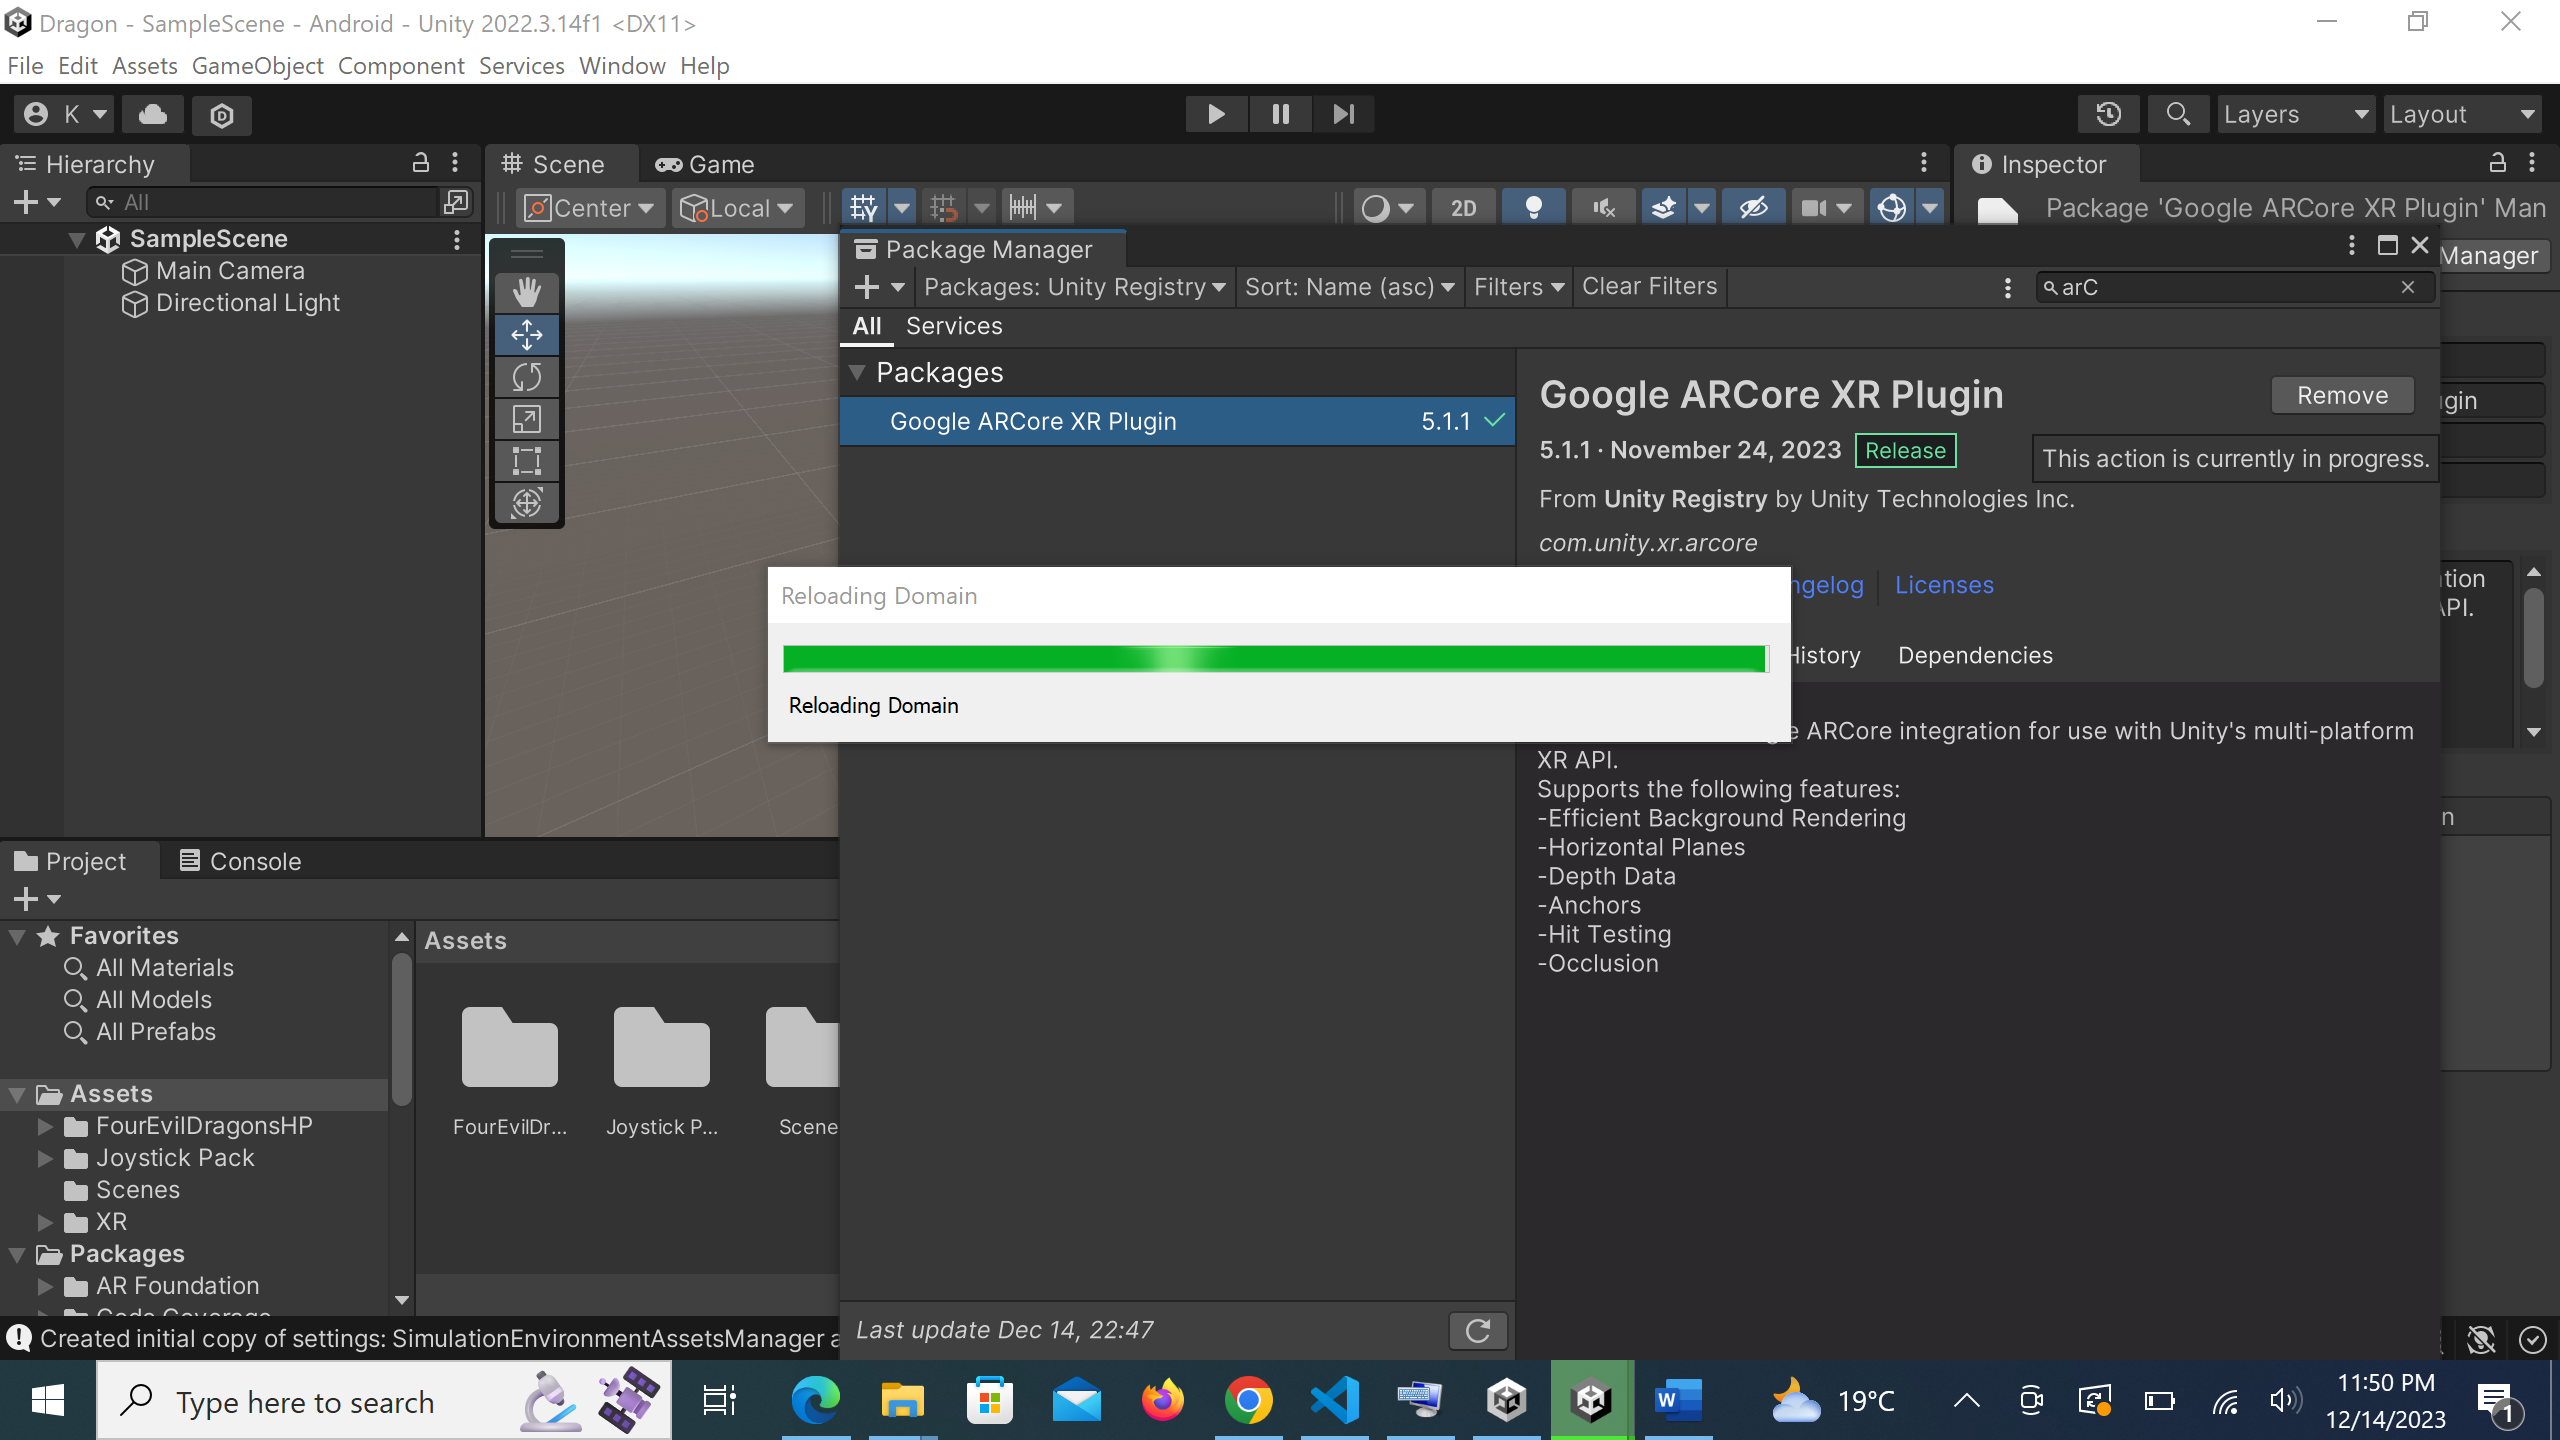 Dragon - SampleScene - Android - Unity 2022.3.14f1 <DX11>
File Edit Assets GameObject Component Services Window Help
K
Layers
Layout
Hierarchy
Scene
Game
Inspector
All
Center
Local
2D
Package 'Google ARCore XR Plugin' Man
SampleScene
Main Camera
Directional Light
Package Manager
Manager
Packages: Unity Registry
Sort: Name (asc)
Filters
Clear Filters
arC
All
Services
Packages
Google ARCore XR Plugin 5.1.1
Google ARCore XR Plugin
Remove
5.1.1 · November 24, 2023 Release
This action is currently in progress.
From Unity Registry by Unity Technologies Inc.
com.unity.xr.arcore
Licenses
Reloading Domain
Reloading Domain
History
Dependencies
ARCore integration for use with Unity's multi-platform
XR API.
Supports the following features:
-Efficient Background Rendering
-Horizontal Planes
-Depth Data
-Anchors
-Hit Testing
-Occlusion
Project
Console
Favorites
All Materials
All Models
All Prefabs
Assets
FourEvilDragonsHP
Joystick Pack
Scenes
XR
Packages
AR Foundation
Code Coverage
Assets
FourEvilDr...
Joystick P...
Scene
Last update Dec 14, 22:47
Created initial copy of settings: SimulationEnvironmentAssetsManager a
Type here to search
19°C
11:50 PM
12/14/2023
1